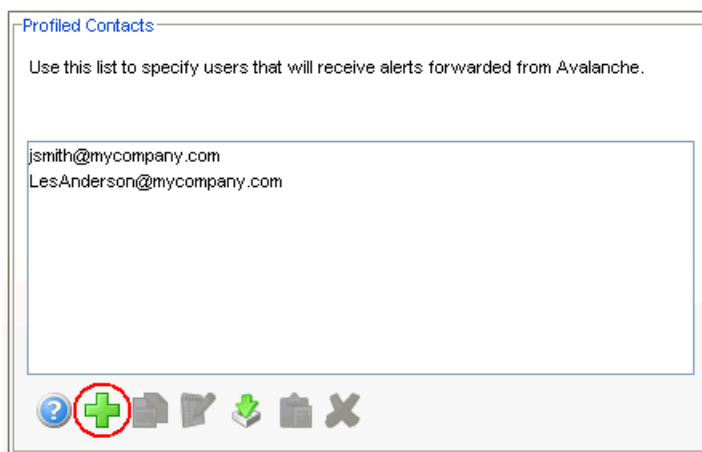 Profiled Contacts
Use this list to specify users that will receive alerts forwarded from Avalanche.
jsmith@mycompany.com
LesAnderson@mycompany.com
?